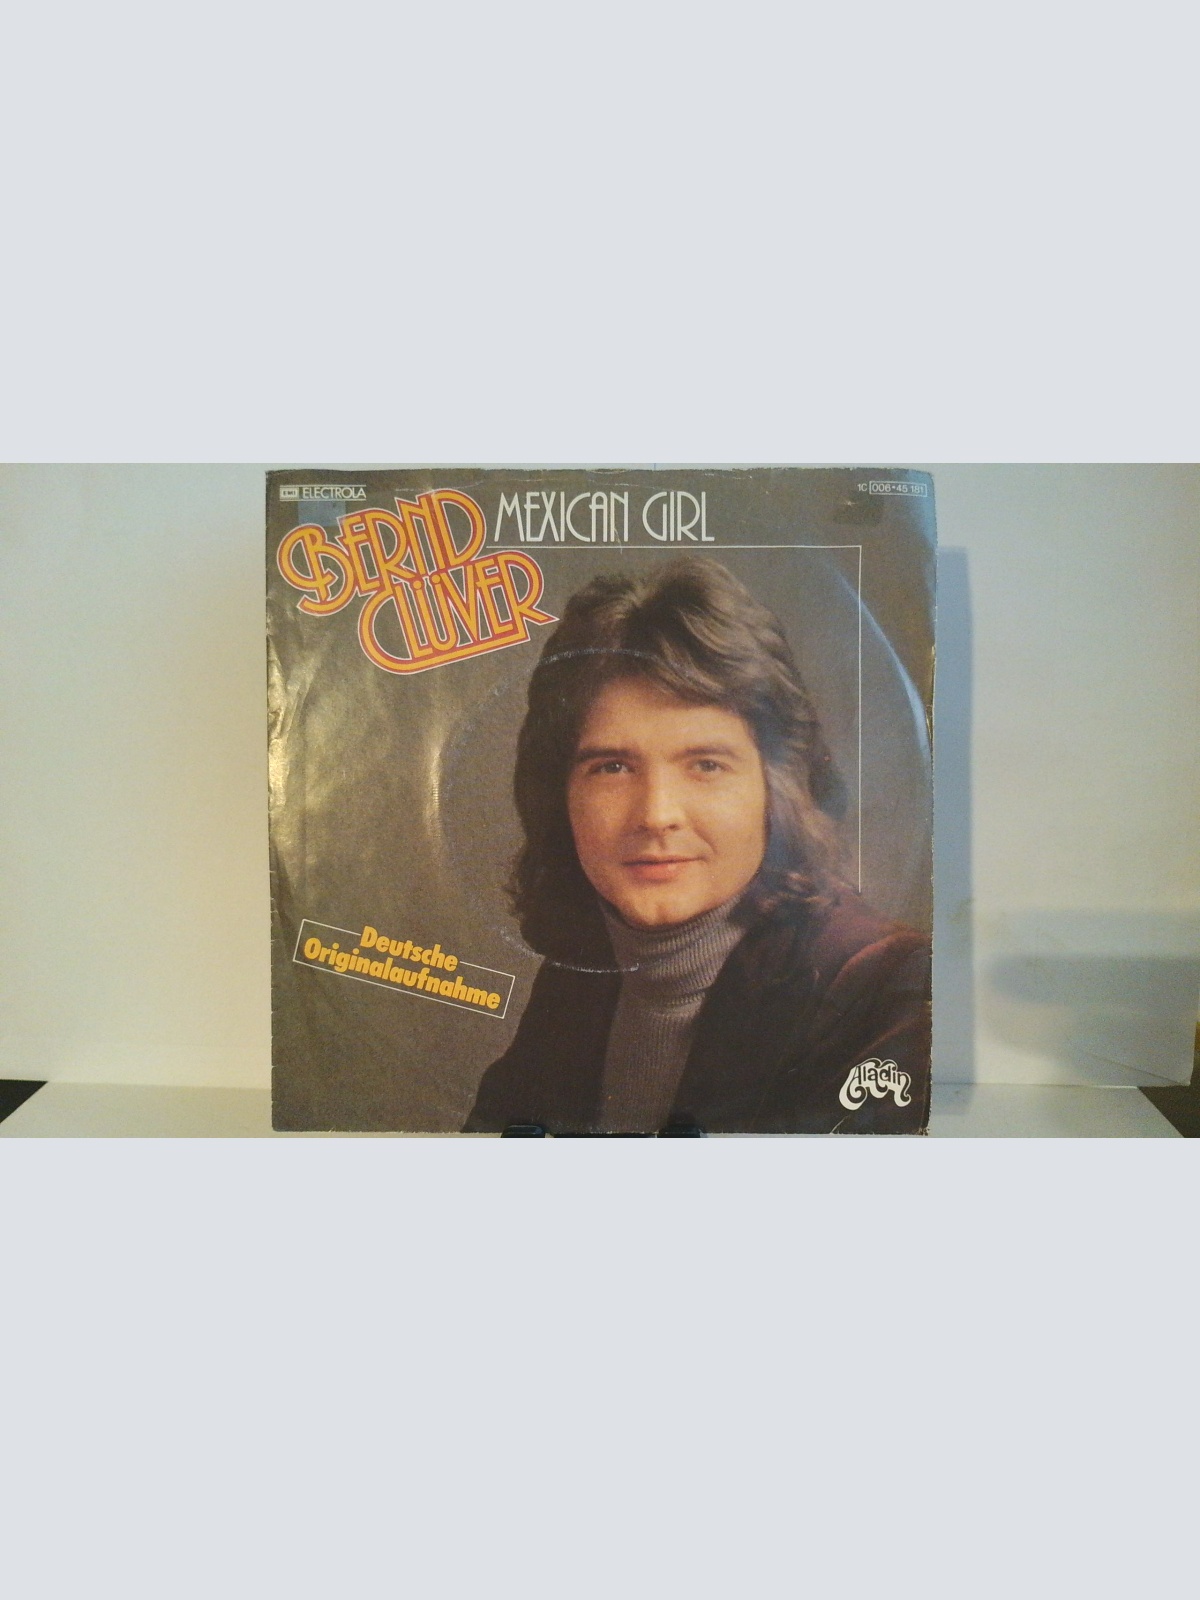 EMI ELECTROLA
1C 006-45 181
BERND
CLÜVER
MEXICAN GIRL
Deutsche
Originalaufnahme
Aladin